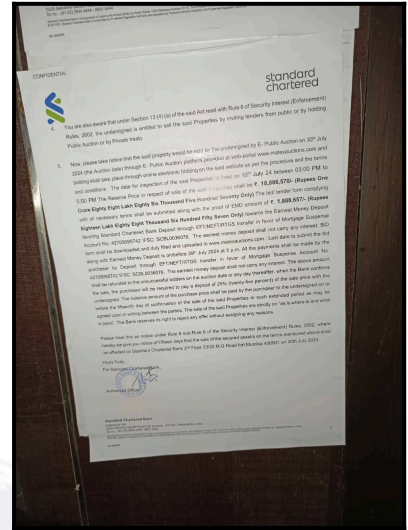 CONFIDENTIAL
standard
chartered
4. You are also aware that under Section 13 (4) (a) of the said Act read with Rule 8 of Security Interest (Enforcement)
Rules, 2002, the undersigned is entitled to sell the said Properties by inviting tenders from public or by holding
Public Auction or by Private treaty.
5. Now, please take notice that the said property would be sold by the undersigned by E- Public Auction on 30th July
2024 (the Auction date) through E- Public Auction platform provided at web-portal www.matexauctions.com and
bidding shall take place through online electronic bidding on the said website as per the procedure and the terms
and conditions. The date for inspection of the said Properties is fixed on 16th July 24 between 03:00 PM to
5:00 PM The Reserve Price in respect of sale of the said shall be ₹. 18,886,570/- (Rupees One
Crore Eighty Eight Lakh Eighty Six Thousand Five Hundred Seventy Only) The bid tender form complying
with all necessary terms shall be submitted along with the proof of EMD amount of ₹. 1,888,657/- (Rupees
Eighteen Lakh Eighty Eight Thousand Six Hundred Fifty Seven Only) towards the Earnest Money Deposit
favoring Standard Chartered Bank Deposit through EFT/NEFT/RTGS transfer in favor of Mortgage Suspense
Account No. IFSC The earnest money deposit shall not carry interest. BID
form shall be downloaded and duly filled and uploaded to www.matexauctions.com. Last date to submit the bid
along with Earnest Money Deposit is on/before 26th July 2024 at 5 p.m. All the payments shall be made by the
purchaser by Deposit through EFT/NEFT/RTGS transfer in favor of Mortgage Suspense Account No.
IFSC The earnest money deposit shall not carry interest. The above amount
shall be refunded to the unsuccessful bidders on the auction date or any day thereafter, when the Bank confirms
the sale, the purchaser will be required to pay a deposit of 25% (twenty-five percent) of the sale price with the
undersigned. The balance amount of the purchase price shall be paid by the purchaser to the undersigned on or
before the fifteenth day of confirmation of the sale of the said Properties or such extended period as may be
agreed upon in writing between the parties. The sale of the said Properties are strictly on "as is where is and what
is basis". The Bank reserves its right to reject any offer without assigning any reasons.
Please treat this as notice under Rule 8 sub-Rule 6 of the Security Interest (Enforcement) Rules, 2002, where
hereby we give you notice of Fifteen days that the sale of the secured assets on the terms mentioned above shall
be effected on Standard Chartered Bank 2nd Floor 23/25 M.G Road fort Mumbai 400001 on 30th July 2024.
Yours Truly,
For Standard Chartered Bank,
Authorised Officer
Standard Chartered Bank